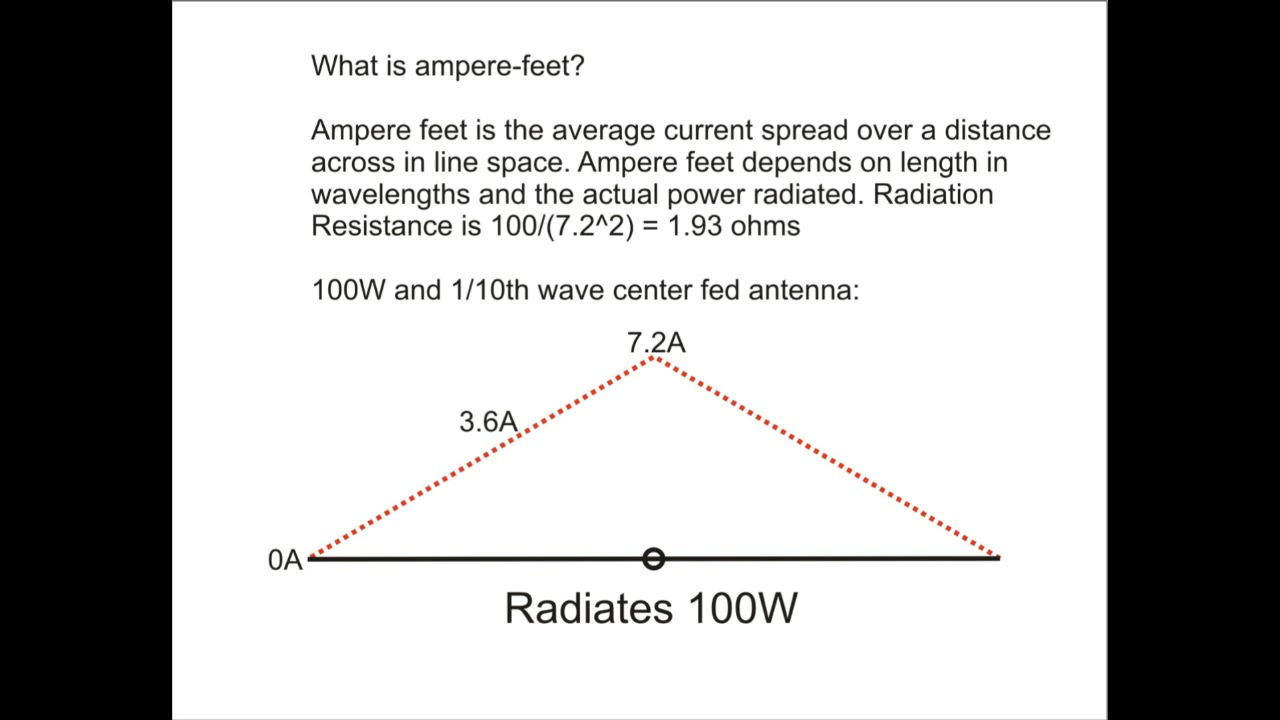 What is ampere-feet?
Ampere feet is the average current spread over a distance
across in line space. Ampere feet depends on length in
wavelengths and the actual power radiated. Radiation
Resistance is 100/(7.2^2) = 1.93 ohms
100W and 1/10th wave center fed antenna:
7.2A
3.6A
0A
Radiates 100W